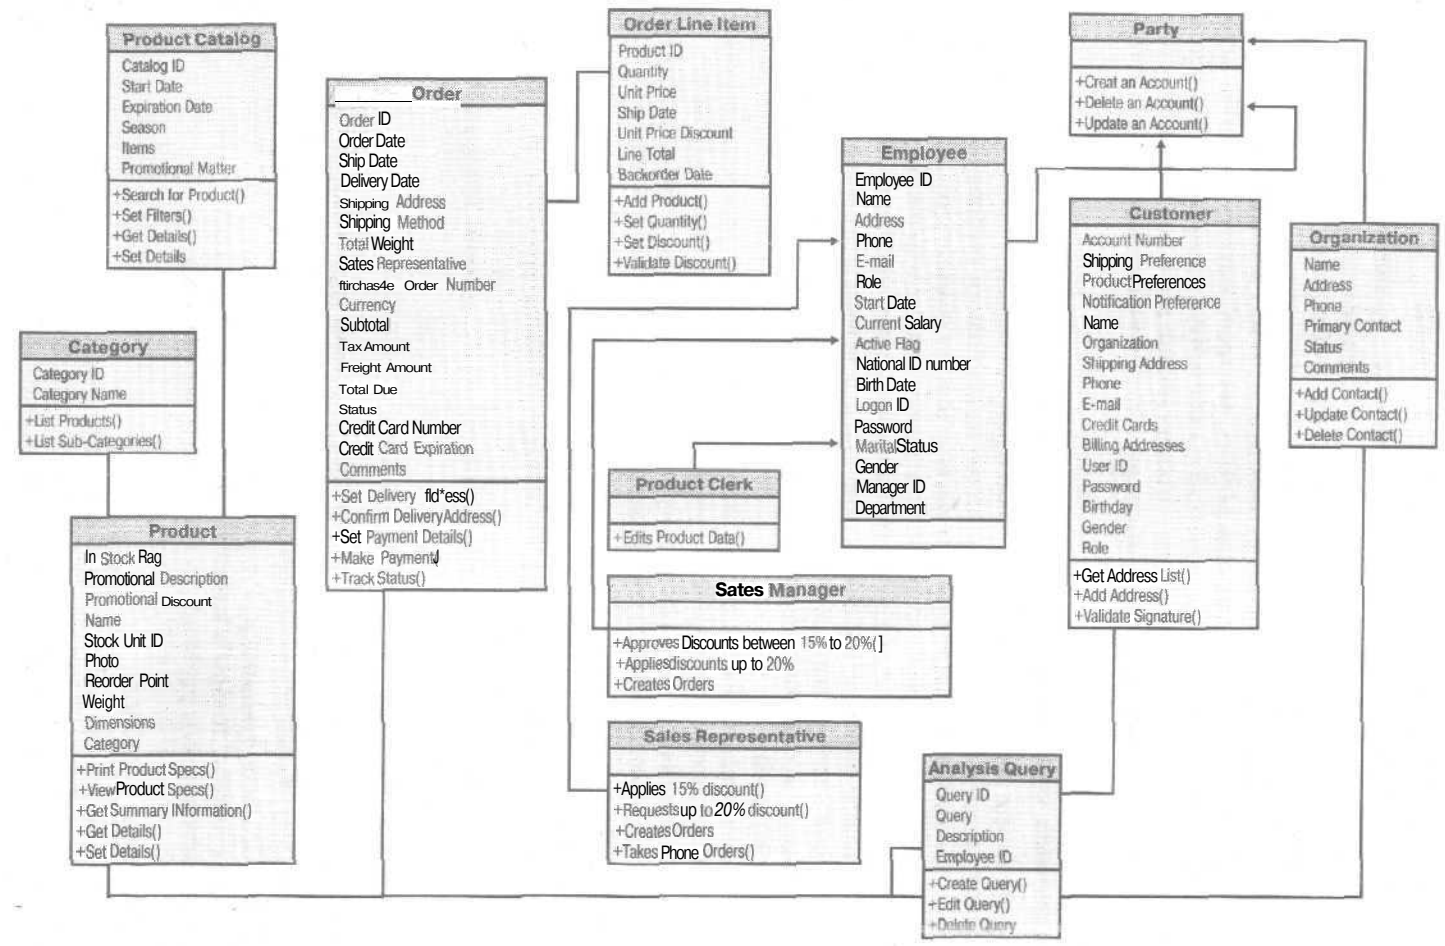 Product Catalog
Catalog ID
Start Date
Expiration Date
Season
Items
Promotional Matter
+Search for Product()
+Set Filters()
+Get Details()
+Set Details
Category
Category ID
Category Name
+List Products()
+List Sub-Categories()
Product
In Stock Rag
Promotional Description
Promotional Discount
Name
Stock Unit ID
Photo
Reorder Point
Weight
Dimensions
Category
+Print Product Specs()
+View Product Specs()
+Get Summary INformation()
+Get Details()
+Set Details()
Order
Order ID
Order Date
Ship Date
Delivery Date
Shipping Address
Shipping Method
Total Weight
Sates Representative
ftirchas4e Order Number
Currency
Subtotal
Tax Amount
Freight Amount
Total Due
Status
Credit Card Number
Credit Card Expiration
Comments
+Set Delivery fld*ess()
+Confirm Delivery Address()
+Set Payment Details()
+Make Payment(
+Track Status()
Order Line Item
Product ID
Quantity
Unit Price
Ship Date
Unit Price Discount
Line Total
Backorder Date
+Add Product()
+Set Quantity()
+Set Discount()
+Validate Discount()
Product Clerk
+Edits Product Data()
Sates Manager
+Approves Discounts between 15% to 20%(]
+Applies discounts up to 20%
+Creates Orders
Sales Representative
+Applies 15% discount()
+Requests up to 20% discount()
+Creates Orders
+Takes Phone Orders()
Employee
Employee ID
Name
Address
Phone
E-mail
Role
Start Date
Current Salary
Active Flag
National ID number
Birth Date
Logon ID
Password
Marital Status
Gender
Manager ID
Department
Party
+Creat an Account()
+Delete an Account()
+Update an Account()
Customer
Account Number
Shipping Preference
Product Preferences
Notification Preference
Name
Organization
Shipping Address
Phone
E-mail
Credit Cards
Billing Addresses
User ID
Password
Birthday
Gender
Role
+Get Address List()
+Add Address()
+Validate Signature()
Organization
Name
Address
Phone
Primary Contact
Status
Comments
+Add Contact()
+Update Contact()
+Delete Contact()
Analysis Query
Query ID
Query
Description
Employee ID
+Create Query()
+Edit Query()
+Delete Query